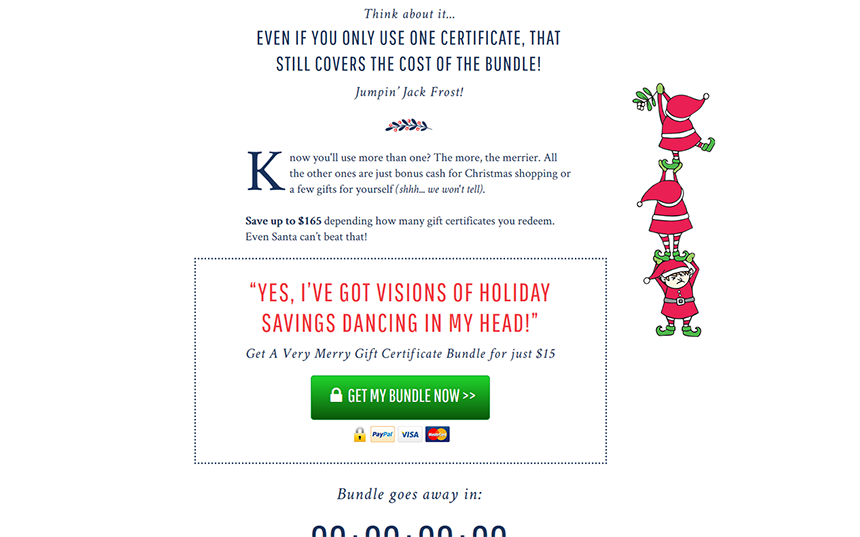 Think about it...
EVEN IF YOU ONLY USE ONE CERTIFICATE, THAT
STILL COVERS THE COST OF THE BUNDLE!
Jumpin' Jack Frost!
Know you'll use more than one? The more, the merrier. All
the other ones are just bonus cash for Christmas shopping or
a few gifts for yourself (shhh... we won't tell).
Save up to $165 depending how many gift certificates you redeem.
Even Santa can't beat that!
“YES, I'VE GOT VISIONS OF HOLIDAY
SAVINGS DANCING IN MY HEAD!”
Get A Very Merry Gift Certificate Bundle for just $15
GET MY BUNDLE NOW >>
PayPal VISA MasterCard
Bundle goes away in:
00:00:00:00